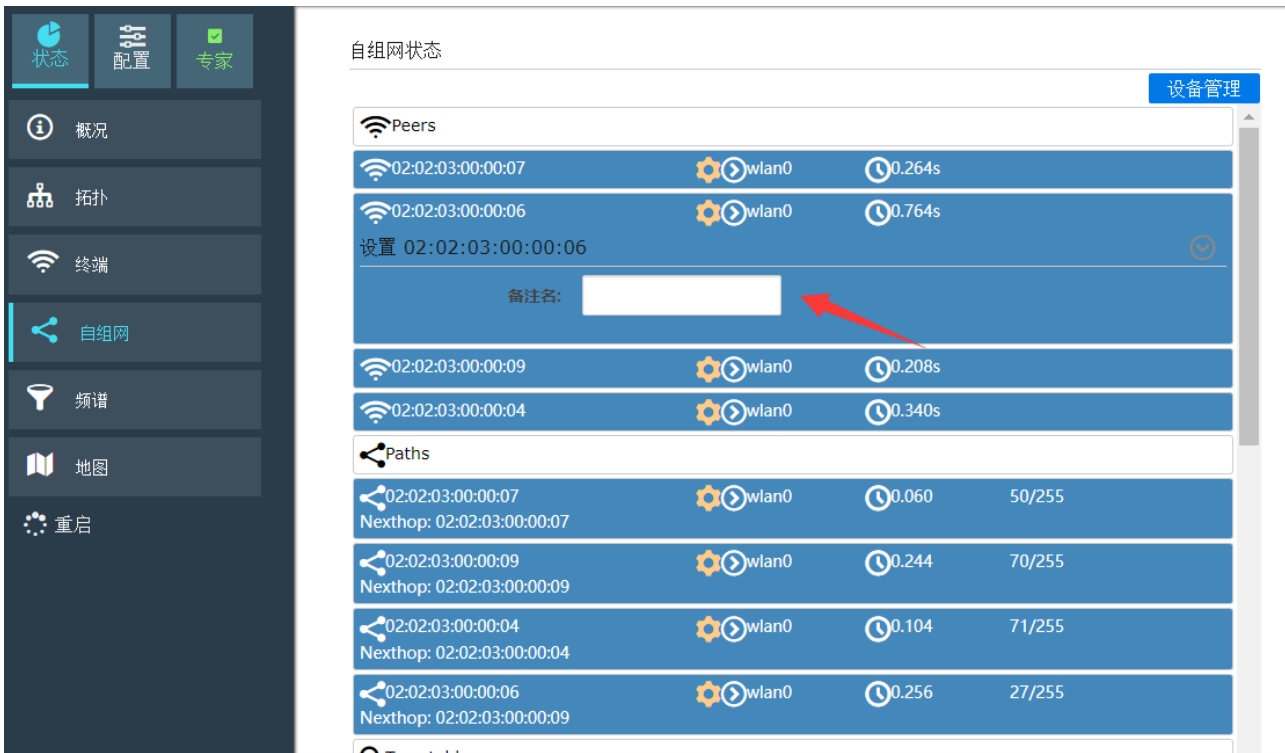 状态 配置 专家
概况
拓扑
终端
自组网
频谱
地图
重启
自组网状态
设备管理
Peers
02:02:03:00:00:07 wlan0 0.264s
02:02:03:00:00:06 wlan0 0.764s
设置 02:02:03:00:00:06
备注名:
02:02:03:00:00:09 wlan0 0.208s
02:02:03:00:00:04 wlan0 0.340s
Paths
02:02:03:00:00:07 wlan0 0.060 50/255
Nexthop: 02:02:03:00:00:07
02:02:03:00:00:09 wlan0 0.244 70/255
Nexthop: 02:02:03:00:00:09
02:02:03:00:00:04 wlan0 0.104 71/255
Nexthop: 02:02:03:00:00:04
02:02:03:00:00:06 wlan0 0.256 27/255
Nexthop: 02:02:03:00:00:09